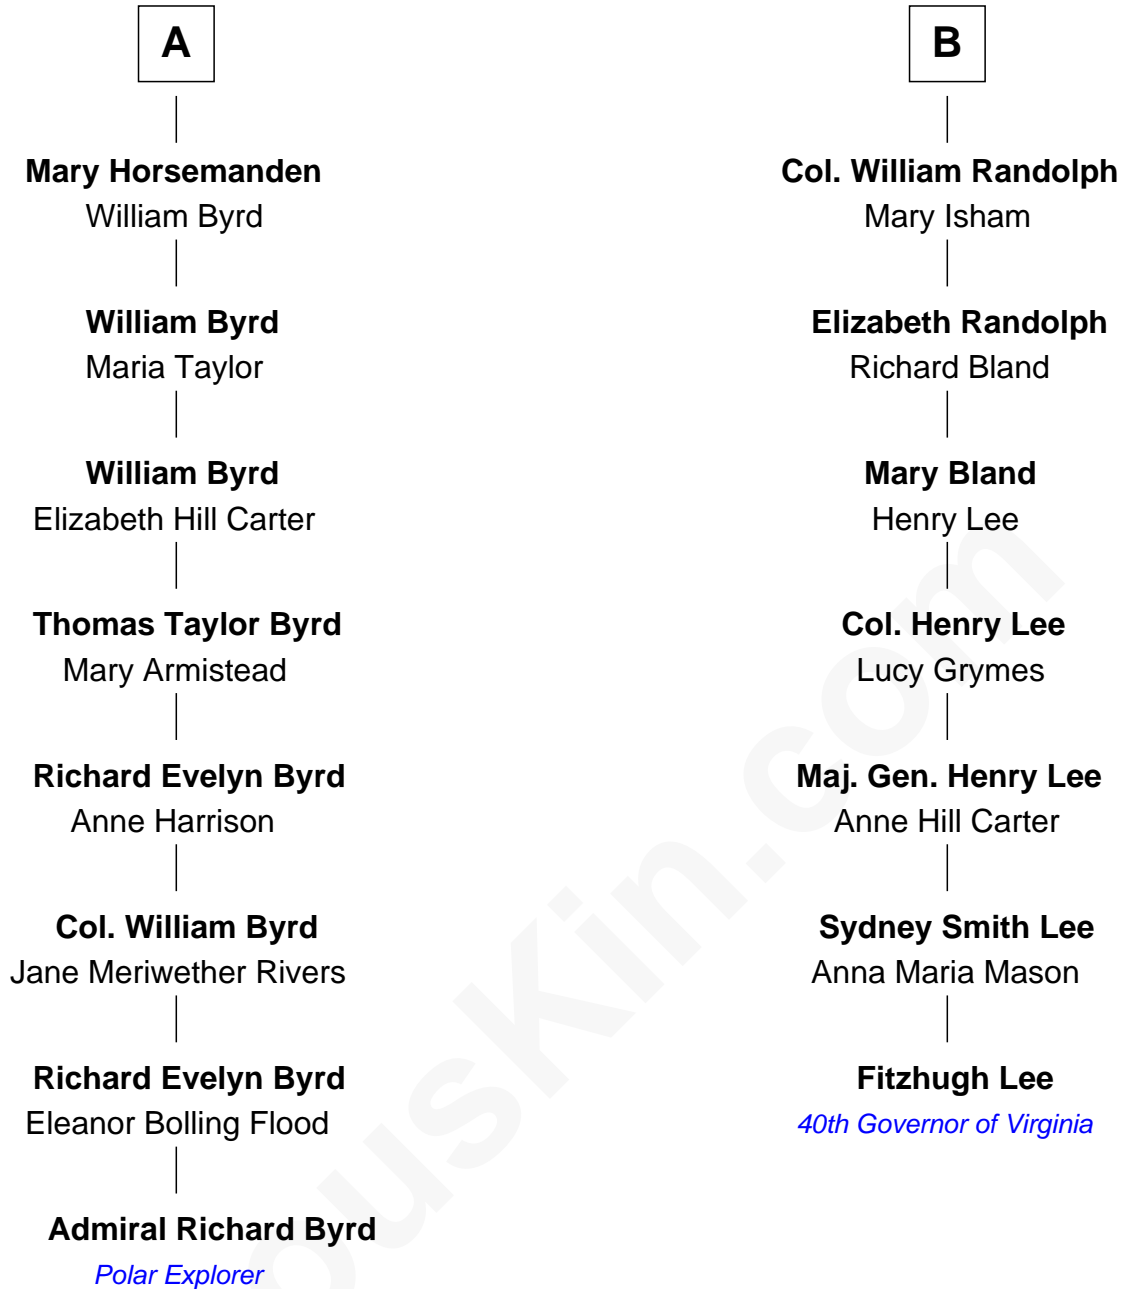 A
Mary Horsemanden
William Byrd
William Byrd
Maria Taylor
William Byrd
Elizabeth Hill Carter
Thomas Taylor Byrd
Mary Armistead
Richard Evelyn Byrd
Anne Harrison
Col. William Byrd
Jane Meriwether Rivers
Richard Evelyn Byrd
Eleanor Bolling Flood
Admiral Richard Byrd
Polar Explorer
B
Col. William Randolph
Mary Isham
Elizabeth Randolph
Richard Bland
Mary Bland
Henry Lee
Col. Henry Lee
Lucy Grymes
Maj. Gen. Henry Lee
Anne Hill Carter
Sydney Smith Lee
Anna Maria Mason
Fitzhugh Lee
40th Governor of Virginia
ousKin.com